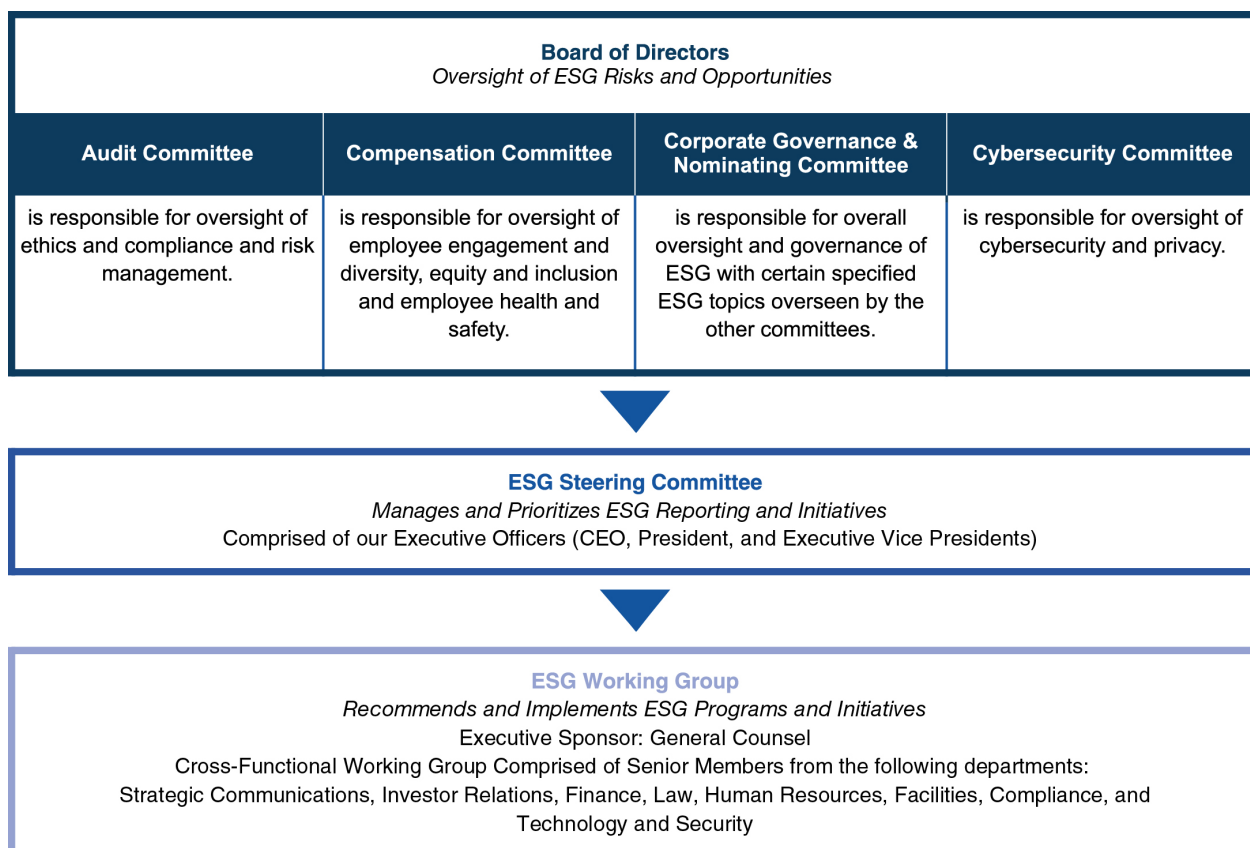 Board of Directors
Oversight of ESG Risks and Opportunities
Audit Committee
is responsible for oversight of
ethics and compliance and risk
management.
Compensation Committee
is responsible for oversight of
employee engagement and
diversity, equity and inclusion
and employee health and
safety.
Corporate Governance &
Nominating Committee
is responsible for overall
oversight and governance of
ESG with certain specified
ESG topics overseen by the
other committees.
Cybersecurity Committee
is responsible for oversight of
cybersecurity and privacy.
ESG Steering Committee
Manages and Prioritizes ESG Reporting and Initiatives
Comprised of our Executive Officers (CEO, President, and Executive Vice Presidents)
ESG Working Group
Recommends and Implements ESG Programs and Initiatives
Executive Sponsor: General Counsel
Cross-Functional Working Group Comprised of Senior Members from the following departments:
Strategic Communications, Investor Relations, Finance, Law, Human Resources, Facilities, Compliance, and
Technology and Security